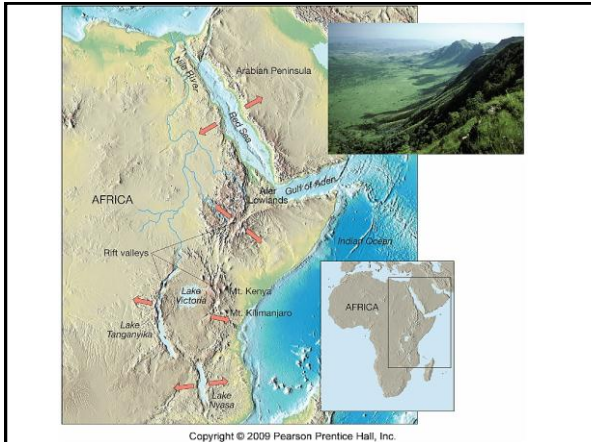 Nile River
Arabian Peninsula
Red Sea
AFRICA
Afar
Lowlands
Gulf of Aden
Rift valleys
Indian Ocean
Lake
Victoria
Mt. Kenya
Mt. Kilimanjaro
Lake
Tanganyika
Lake
Nyasa
AFRICA
Copyright © 2009 Pearson Prentice Hall, Inc.